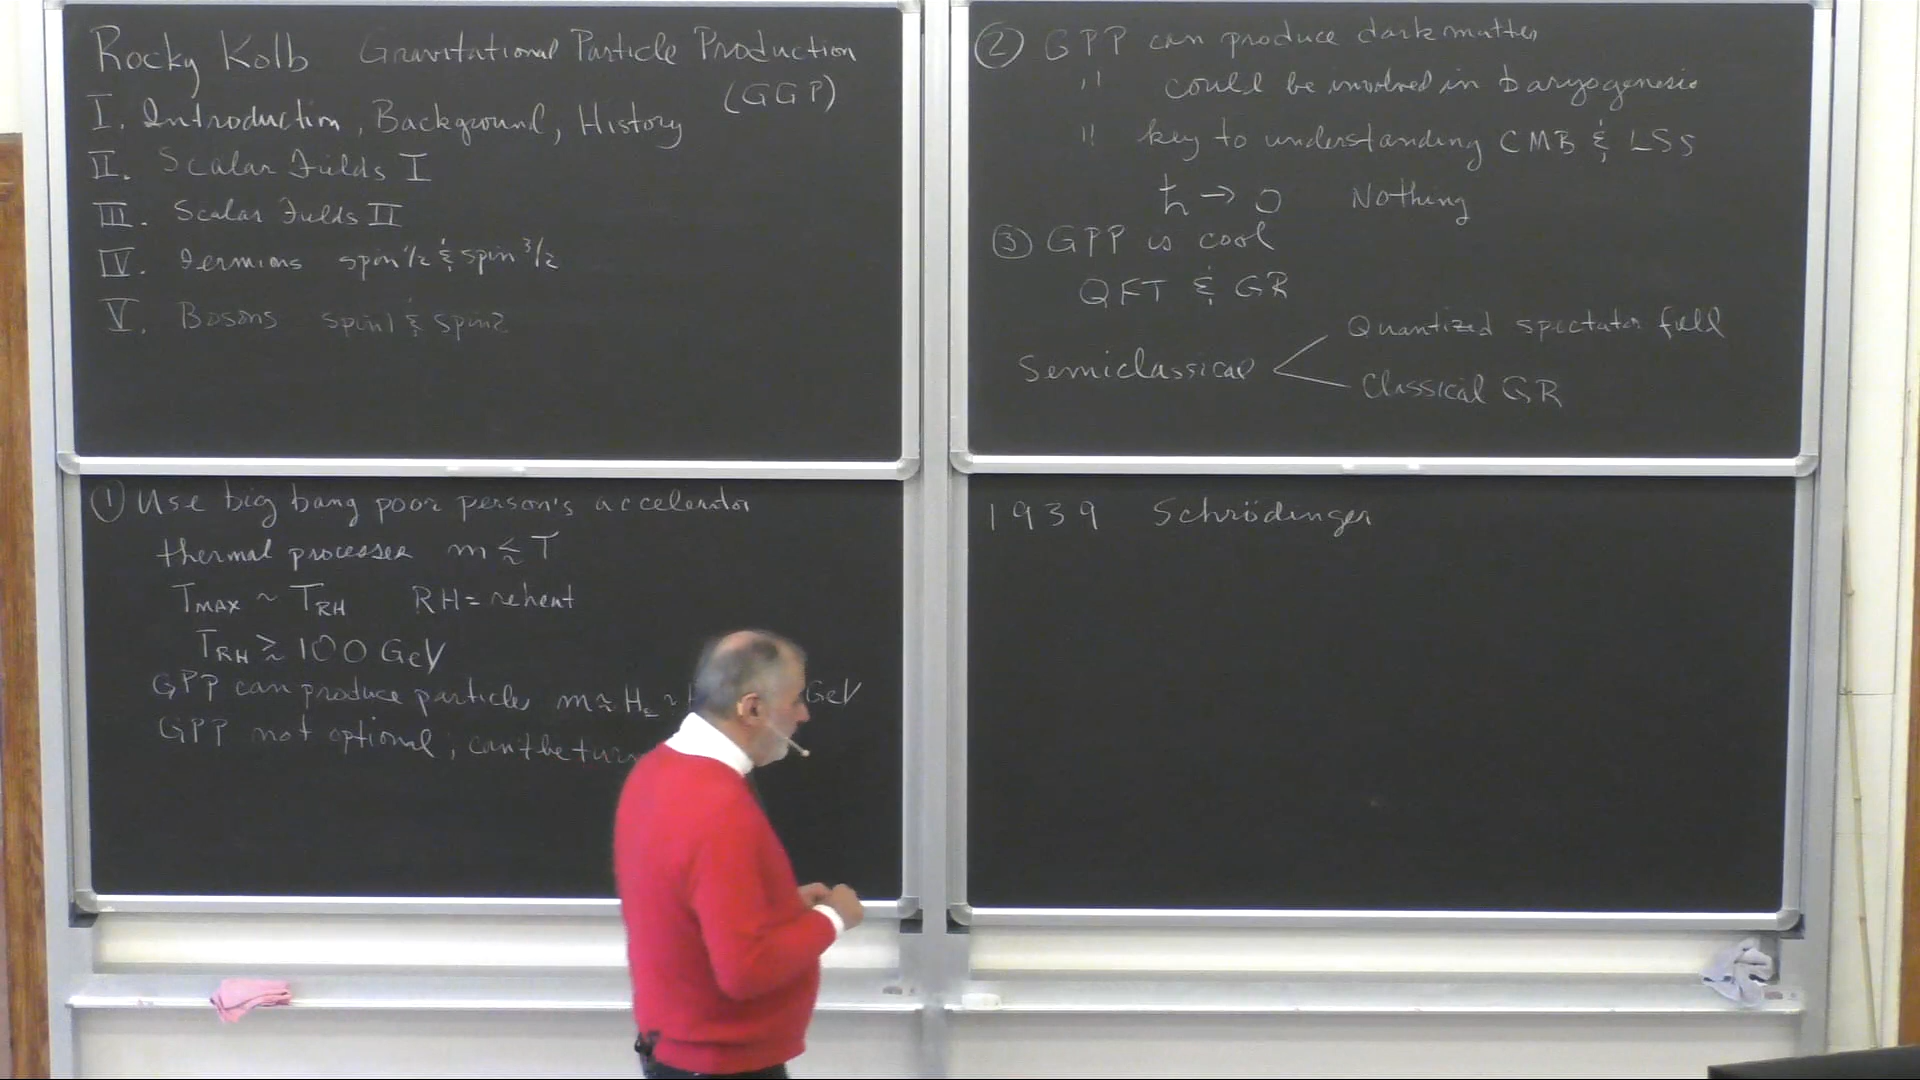 Rocky Kolb Gravitational Particle Production
(GGP)
I. Introduction, Background, History
II. Scalar Fields I
III. Scalar Fields II
IV. Fermions spin 1/2 & spin 3/2
V. Bosons spin 1 & spin 2
① Use big bang poor person's accelerator
thermal processes m ≲ T
T_MAX ~ T_RH RH = reheat
T_RH ≳ 100 GeV
GPP can produce particles m ≈ H_e ~ GeV
GPP not optional; can't be
② GPP can produce dark matter
" could be involved in baryogenesis
" key to understanding CMB & LSS
ℏ → 0 Nothing
③ GPP is cool
QFT & GR
Quantized spectator field
Semiclassical
Classical GR
1939 Schrödinger